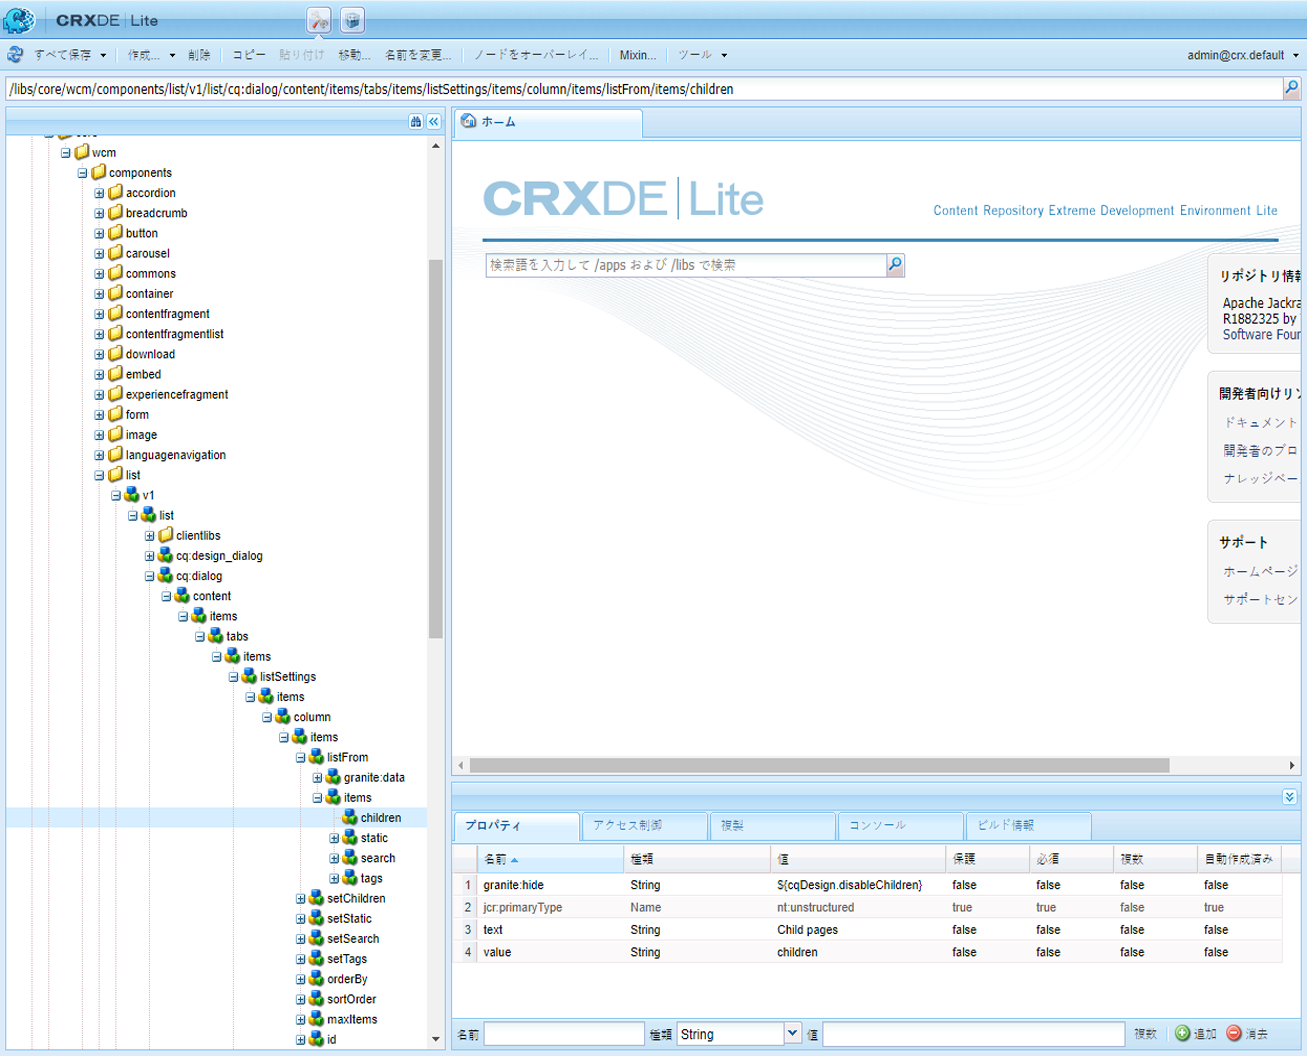 CRXDE | Lite
すべて保存 作成... 削除 コピー 貼り付け 移動... 名前を変更... ノードをオーバーレイ... Mixin... ツール admin@crx.default
/libs/core/wcm/components/list/v1/list/cq:dialog/content/items/tabs/items/listSettings/items/column/items/listFrom/items/children
ホーム
wcm
components
accordion
breadcrumb
button
carousel
commons
container
contentfragment
contentfragmentlist
download
embed
experiencefragment
form
image
languagenavigation
list
v1
list
clientlibs
cq:design_dialog
cq:dialog
content
items
tabs
items
listSettings
items
column
items
listFrom
granite:data
items
children
static
search
tags
setChildren
setStatic
setSearch
setTags
orderBy
sortOrder
maxItems
id
CRXDE | Lite
Content Repository Extreme Development Environment Lite
検索語を入力して /apps および /libs で検索
リポジトリ情報
Apache Jackra
R1882325 by
Software Foun
開発者向けリソ
ドキュメント
開発者のブロ
ナレッジベー
サポート
ホームページ
サポートセン
プロパティ アクセス制御 複製 コンソール ビルド情報
名前 種類 値 保護 必須 複数 自動作成済み
1 granite:hide String ${cqDesign.disableChildren} false false false false
2 jcr:primaryType Name nt:unstructured true true false true
3 text String Child pages false false false false
4 value String children false false false false
名前 種類 String 値 複数 追加 消去